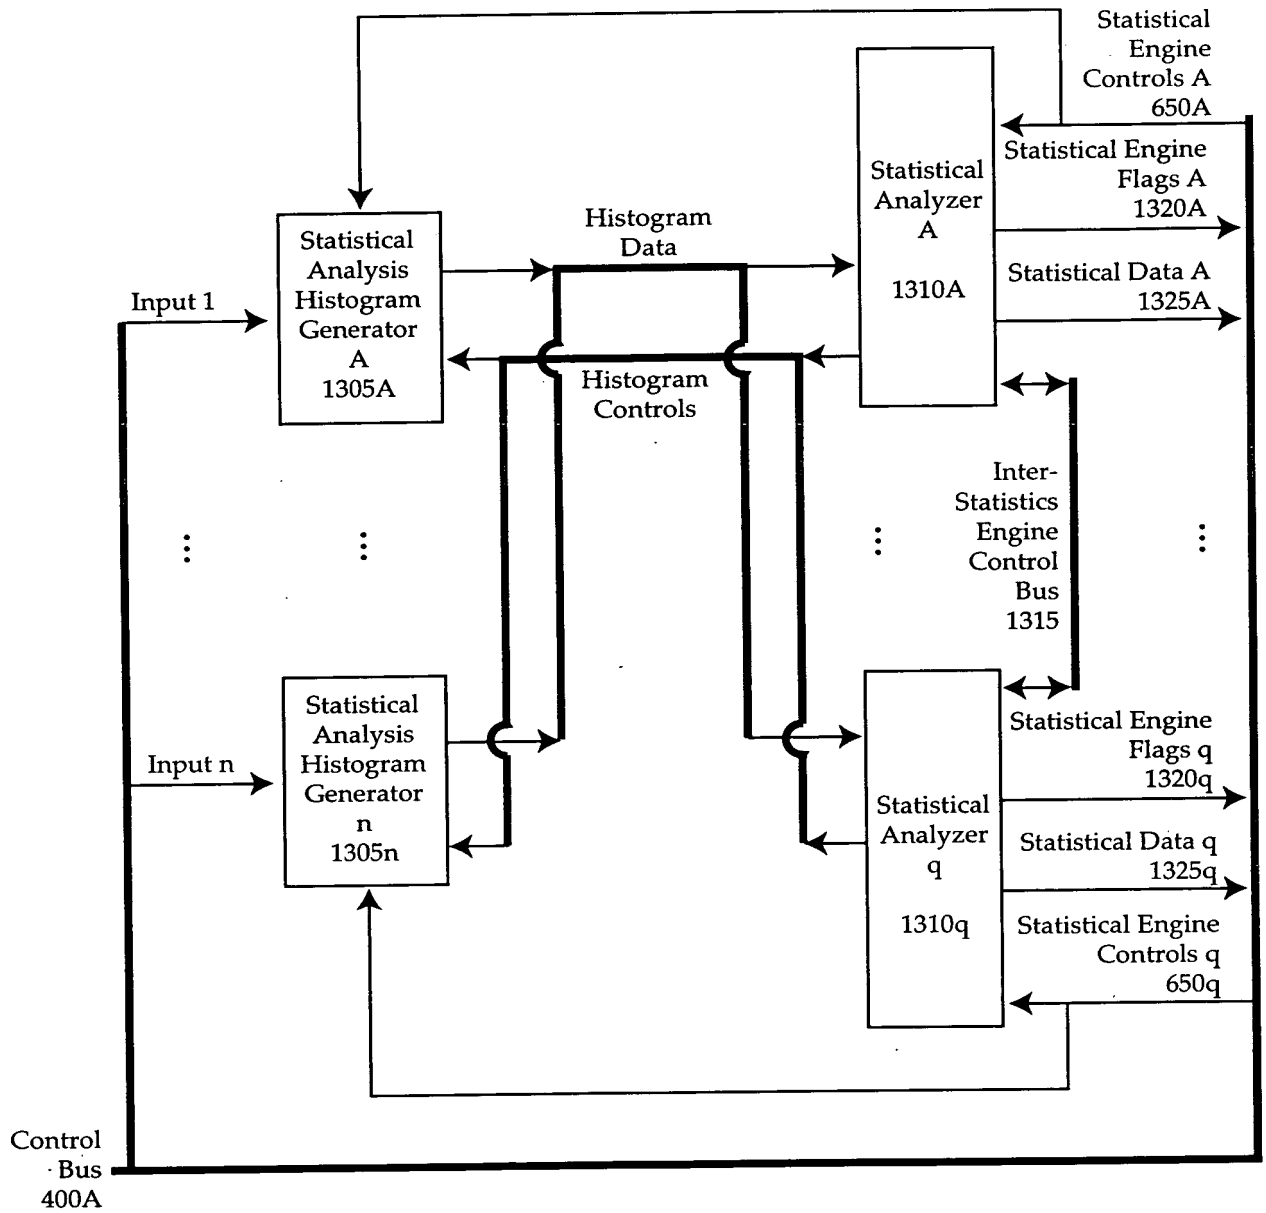 Statistical
Engine
Controls A
650A
Statistical Engine
Flags A
1320A
Statistical Data A
1325A
Statistical
Analyzer
A
1310A
Histogram
Data
Statistical
Analysis
Histogram
Generator
A
1305A
Input 1
Histogram
Controls
Inter-
Statistics
Engine
Control
Bus
1315
Statistical
Analysis
Histogram
Generator
n
1305n
Input n
Statistical Engine
Flags q
1320q
Statistical
Analyzer
q
1310q
Statistical Data q
1325q
Statistical Engine
Controls q
650q
Control
Bus
400A